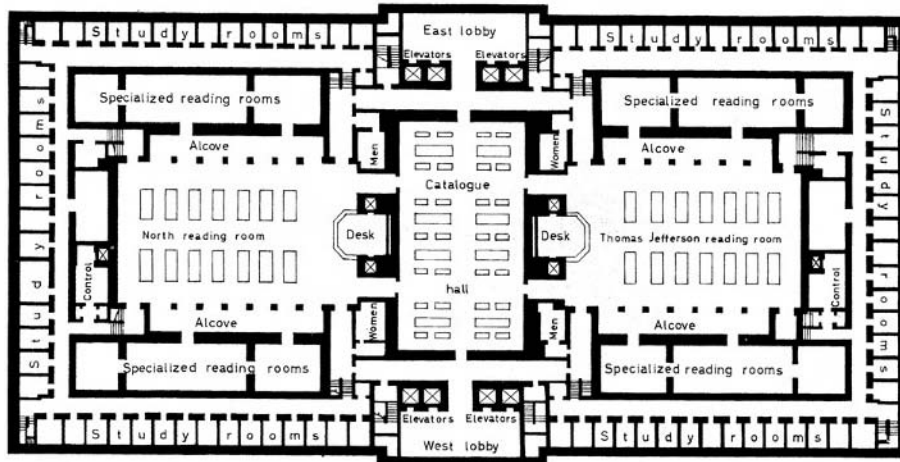 Study rooms
East lobby
Study rooms
Elevators
Elevators
Specialized reading rooms
Specialized reading rooms
Study rooms
Study rooms
Alcove
Men
Women
Alcove
Catalogue
North reading room
Desk
Desk
Thomas Jefferson reading room
Control
hall
Control
Alcove
Women
Men
Alcove
Specialized reading rooms
Specialized reading rooms
Elevators
Elevators
Study rooms
West lobby
Study rooms